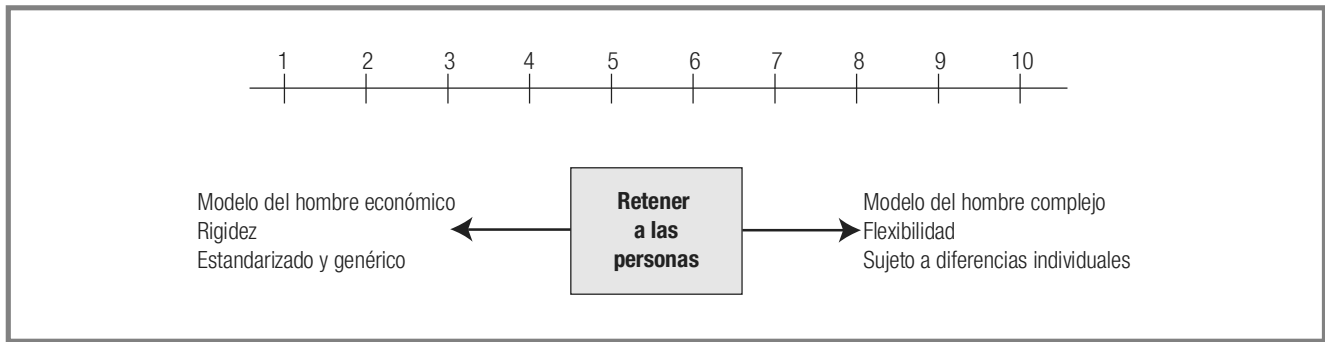 1 2 3 4 5 6 7 8 9 10
Modelo del hombre económico
Rigidez
Estandarizado y genérico
Retener
a las
personas
Modelo del hombre complejo
Flexibilidad
Sujeto a diferencias individuales